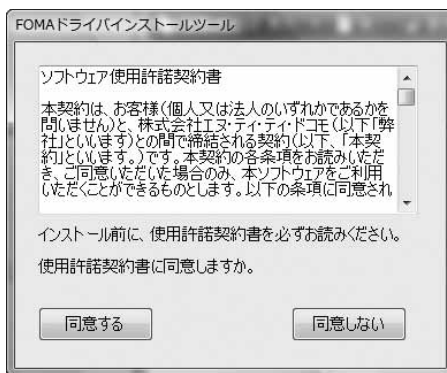 FOMAドライバインストールツール
ソフトウェア使用許諾契約書
本契約は、お客様(個人又は法人のいずれかであるかを
問いません)と、株式会社エヌ・ティ・ティ・ドコモ(以下「弊
社」といいます)との間で締結される契約(以下、「本契
約」といいます。)です。本契約の各条項をお読みいただ
き、ご同意いただいた場合のみ、本ソフトウェアをご利用
いただくことができるものとします。以下の条項に同意され
インストール前に、使用許諾契約書を必ずお読みください。
使用許諾契約書に同意しますか。
同意する
同意しない